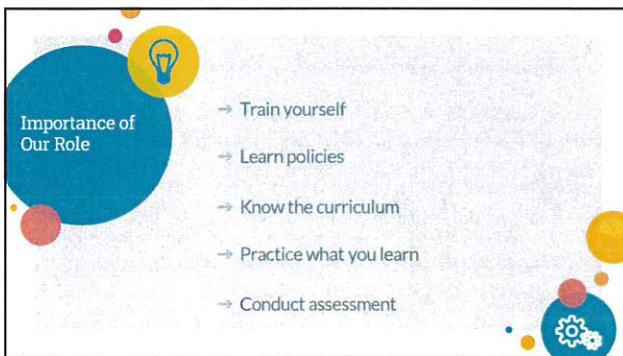 Importance of
Our Role
→ Train yourself
→ Learn policies
→ Know the curriculum
→ Practice what you learn
→ Conduct assessment